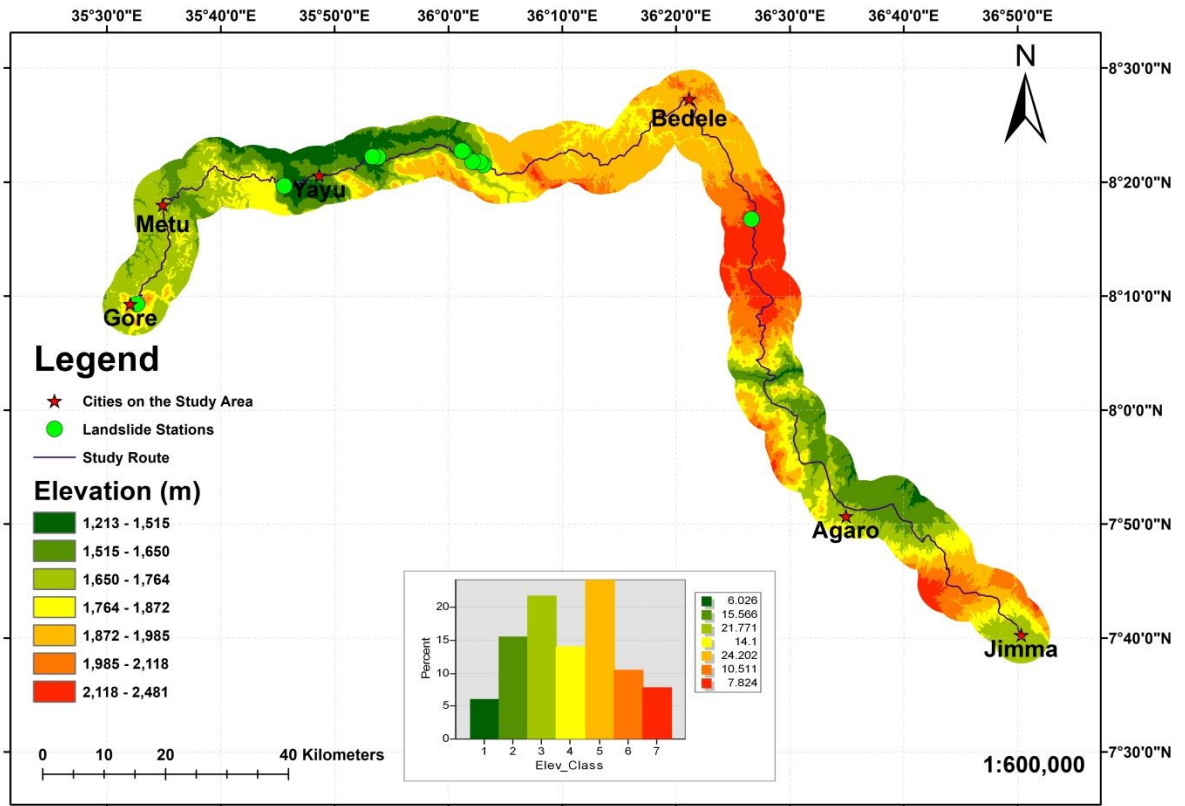 35°30'0"E 35°40'0"E 35°50'0"E 36°0'0"E 36°10'0"E 36°20'0"E 36°30'0"E 36°40'0"E 36°50'0"E
N
8°30'0"N
Bedele
8°20'0"N
Yayu
Metu
8°10'0"N
Gore
Legend
Cities on the Study Area
Landslide Stations
Study Route
8°0'0"N
Elevation (m)
1,213 - 1,515
1,515 - 1,650
1,650 - 1,764
1,764 - 1,872
1,872 - 1,985
1,985 - 2,118
2,118 - 2,481
7°50'0"N
Agaro
7°40'0"N
Jimma
7°30'0"N
0 10 20 40 Kilometers
Percent
20
15
10
5
0
1 2 3 4 5 6 7
Elev_Class
6.026
15.566
21.771
14.1
24.202
10.511
7.824
1:600,000